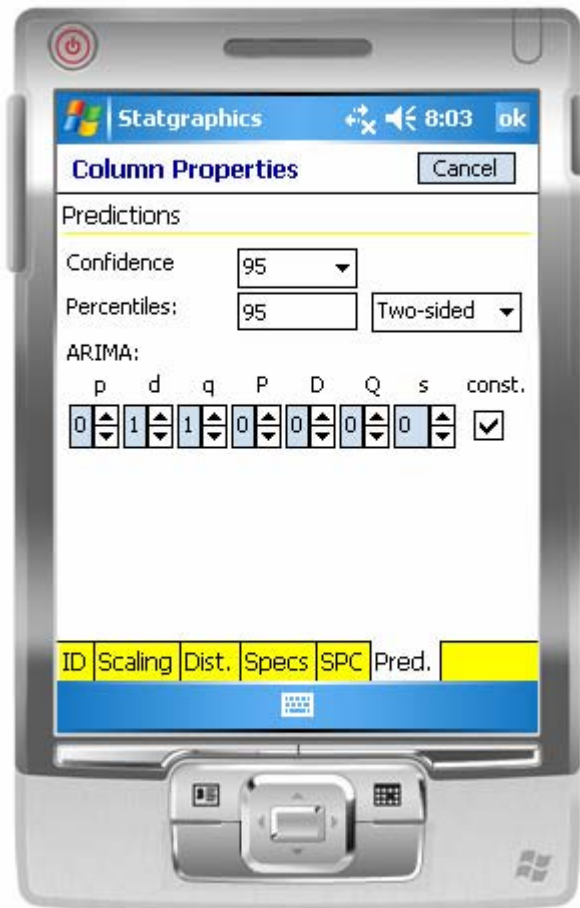 Statgraphics 8:03 ok
Column Properties Cancel
Predictions
Confidence 95
Percentiles: 95 Two-sided
ARIMA:
p d q P D Q s const.
0 1 1 0 0 0 0
ID Scaling Dist. Specs SPC Pred.